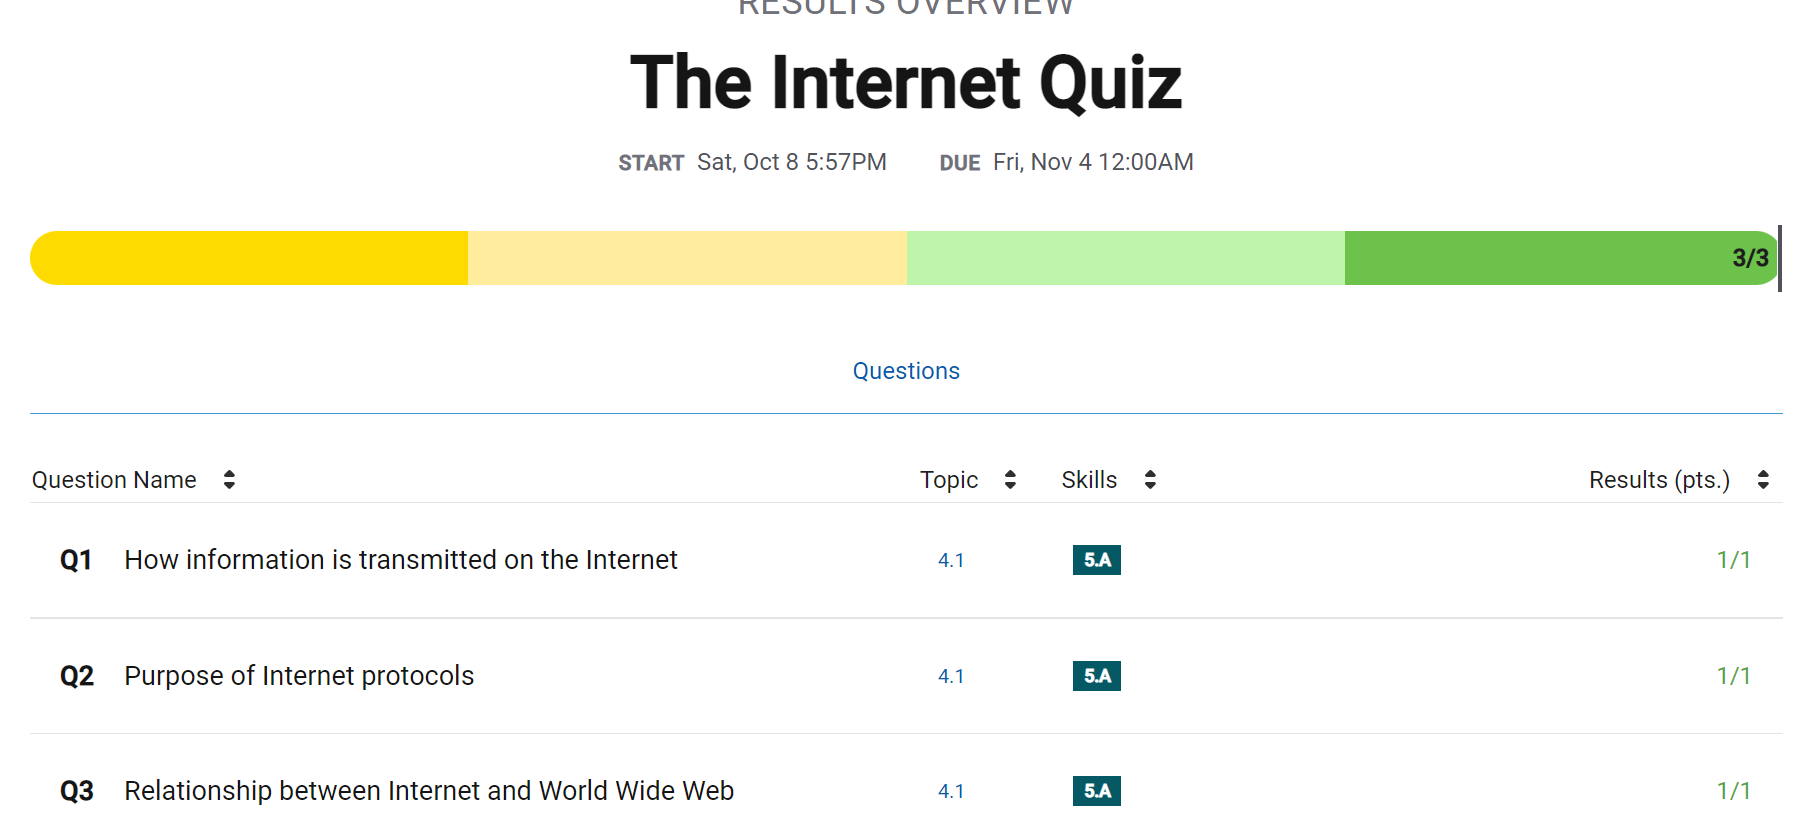 RESULTS OVERVIEW
The Internet Quiz
START Sat, Oct 8 5:57PM DUE Fri, Nov 4 12:00AM
3/3
Questions
Question Name Topic Skills Results (pts.)
Q1 How information is transmitted on the Internet 4.1 5.A 1/1
Q2 Purpose of Internet protocols 4.1 5.A 1/1
Q3 Relationship between Internet and World Wide Web 4.1 5.A 1/1